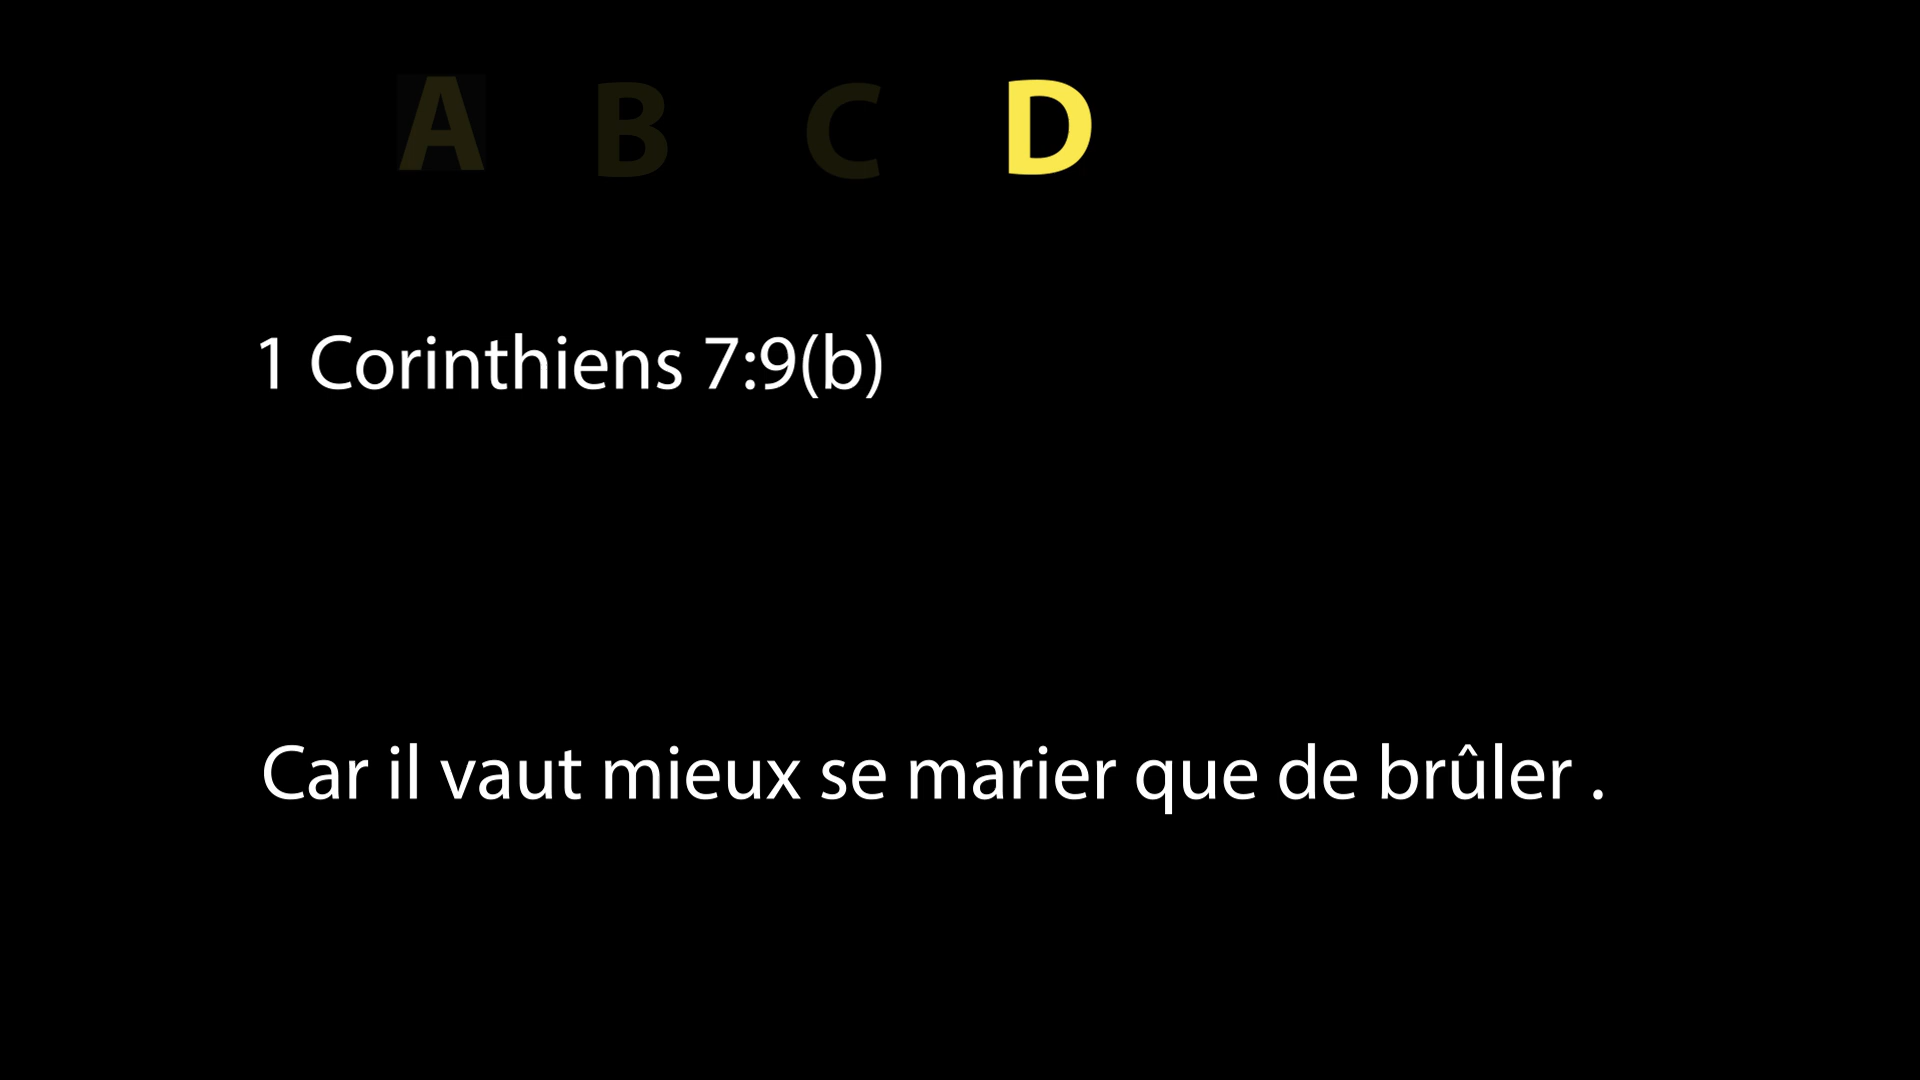 A B C D
1 Corinthiens 7:9(b)
Car il vaut mieux se marier que de brûler .